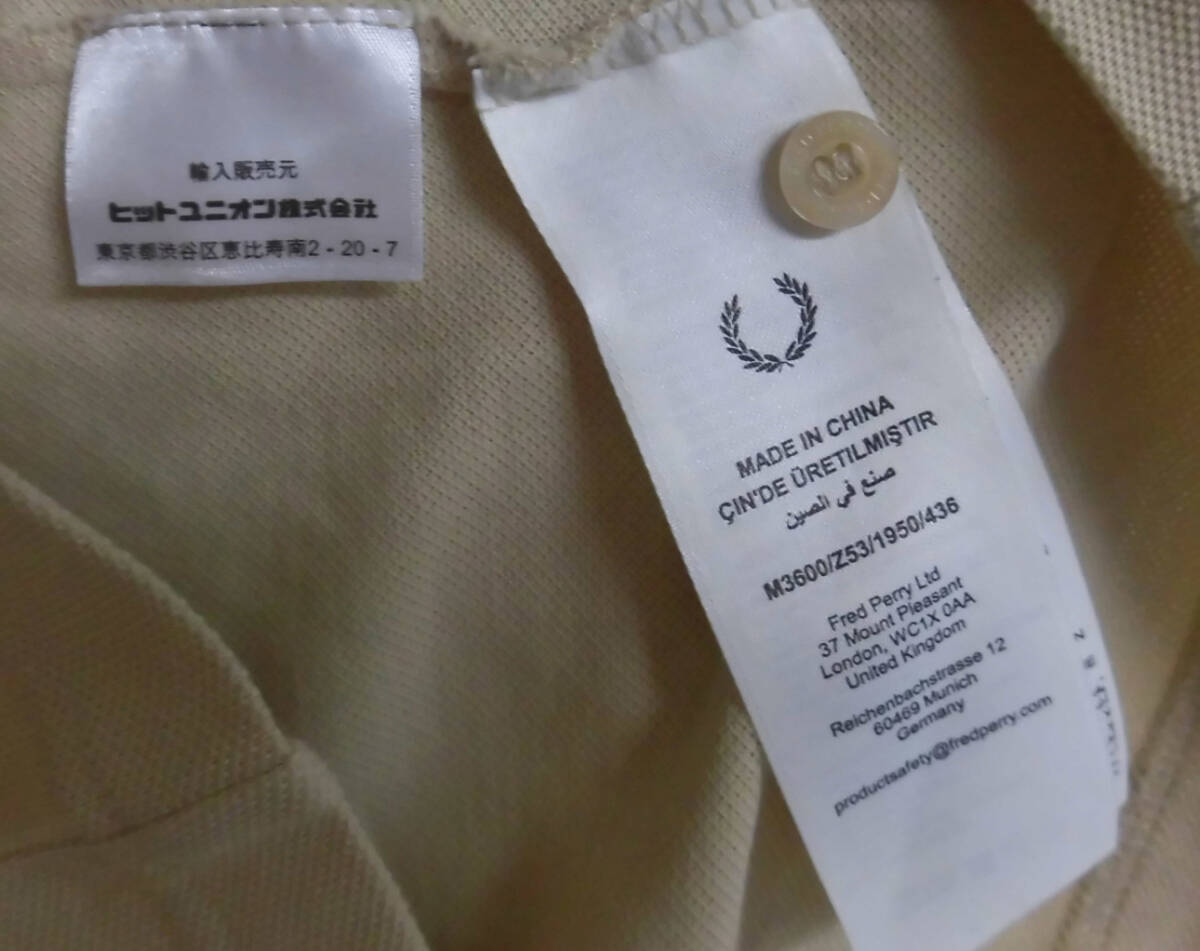 輸入販売元
ヒットユニオン株式会社
東京都渋谷区恵比寿南2-20-7
MADE IN CHINA
ÇIN'DE ÜRETILMIŞTIR
صنع في الصين
M3600/Z53/1950/436
Fred Perry Ltd
37 Mount Pleasant
London, WC1X 0AA
United Kingdom
Reichenbachstrasse 12
60469 Munich
Germany
productsafety@fredperry.com